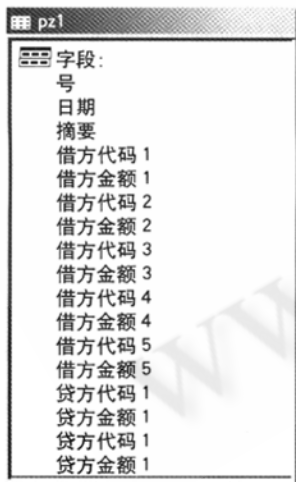 pz1
字段:
号
日期
摘要
借方代码 1
借方金额 1
借方代码 2
借方金额 2
借方代码 3
借方金额 3
借方代码 4
借方金额 4
借方代码 5
借方金额 5
贷方代码 1
贷方金额 1
贷方代码 1
贷方金额 1